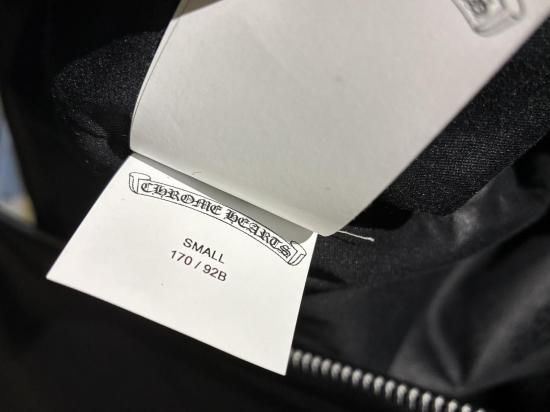 CHROME HEARTS
SMALL
170 / 92B